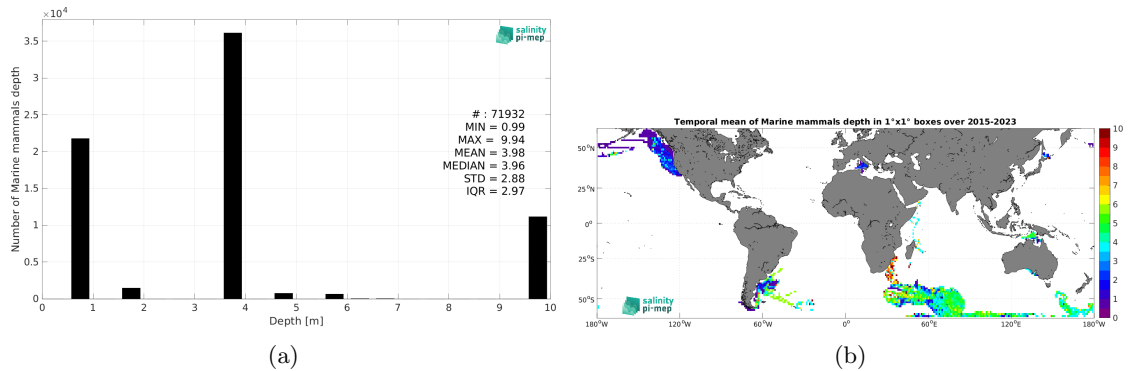 ×10⁴
salinity
pi-mep
3.5
3
2.5
2
1.5
1
0.5
0
Number of Marine mammals depth
# : 71932
MIN = 0.99
MAX = 9.94
MEAN = 3.98
MEDIAN = 3.96
STD = 2.88
IQR = 2.97
0 1 2 3 4 5 6 7 8 9 10
Depth [m]
(a)
Temporal mean of Marine mammals depth in 1°x1° boxes over 2015-2023
50°N
25°N
0°
25°S
50°S
180°W 120°W 60°W 0° 60°E 120°E 180°W
salinity
pi-mep
10
9
8
7
6
5
4
3
2
1
0
(b)